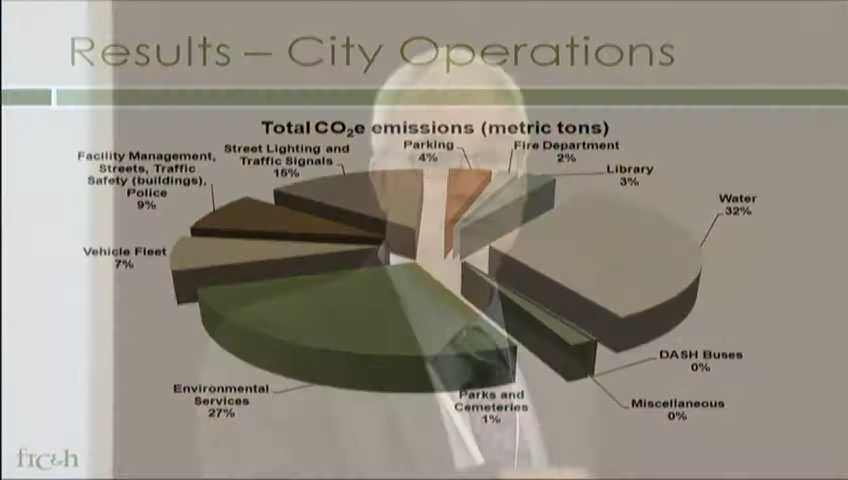 Results – City Operations
Total CO₂e emissions (metric tons)
Facility Management,
Streets, Traffic
Safety (buildings),
Police
9%
Street Lighting and
Traffic Signals
15%
Parking
4%
Fire Department
2%
Library
3%
Water
32%
Vehicle Fleet
7%
DASH Buses
0%
Miscellaneous
0%
Environmental
Services
27%
Parks and
Cemeteries
1%
frc&h